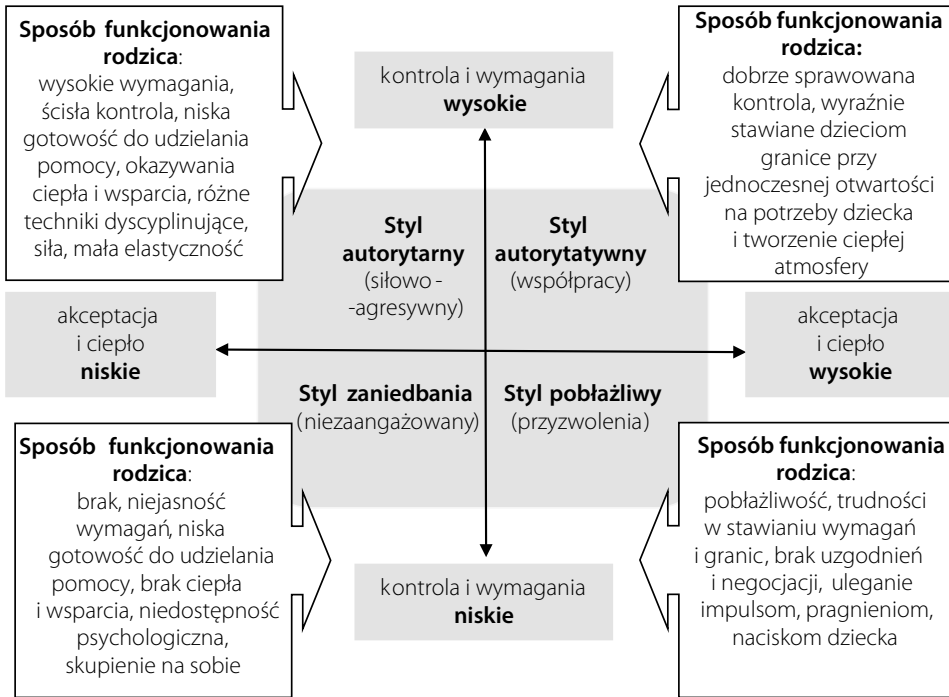 Sposób funkcjonowania
rodzica:
wysokie wymagania,
ścisła kontrola, niska
gotowość do udzielania
pomocy, okazywania
ciepła i wsparcia, różne
techniki dyscyplinujące,
siła, mała elastyczność
kontrola i wymagania
wysokie
Sposób funkcjonowania
rodzica:
dobrze sprawowana
kontrola, wyraźnie
stawiane dzieciom
granice przy
jednoczesnej otwartości
na potrzeby dziecka
i tworzenie ciepłej
atmosfery
Styl
autorytarny
(siłowo -
-agresywny)
Styl
autorytatywny
(współpracy)
akceptacja
i ciepło
niskie
akceptacja
i ciepło
wysokie
Styl zaniedbania
(niezaangażowany)
Styl pobłażliwy
(przyzwolenia)
Sposób funkcjonowania
rodzica:
brak, niejasność
wymagań, niska
gotowość do udzielania
pomocy, brak ciepła
i wsparcia, niedostępność
psychologiczna,
skupienie na sobie
kontrola i wymagania
niskie
Sposób funkcjonowania
rodzica:
pobłażliwość, trudności
w stawianiu wymagań
i granic, brak uzgodnień
i negocjacji, uleganie
impulsom, pragnieniom,
naciskom dziecka